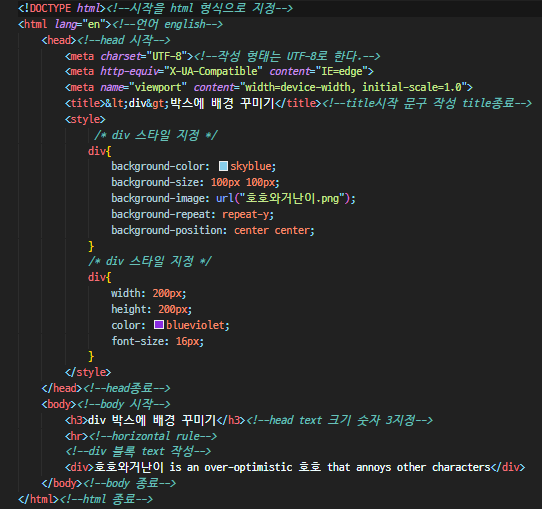 <!DOCTYPE html><!--시작을 html 형식으로 지정-->
<html lang="en"><!--언어 english-->
<head><!--head 시작-->
<meta charset="UTF-8"><!--작성 형태는 UTF-8로 한다.-->
<meta http-equiv="X-UA-Compatible" content="IE=edge">
<meta name="viewport" content="width=device-width, initial-scale=1.0">
<title>&lt;div&gt;박스에 배경 꾸미기</title><!--title시작 문구 작성 title종료-->
<style>
/* div 스타일 지정 */
div{
background-color: skyblue;
background-size: 100px 100px;
background-image: url("호호와거난이.png");
background-repeat: repeat-y;
background-position: center center;
}
/* div 스타일 지정 */
div{
width: 200px;
height: 200px;
color: blueviolet;
font-size: 16px;
}
</style>
</head><!--head종료-->
<body><!--body 시작-->
<h3>div 박스에 배경 꾸미기</h3><!--head text 크기 숫자 3지정-->
<hr><!--horizontal rule-->
<!--div 블록 text 작성-->
<div>호호와거난이 is an over-optimistic 호호 that annoys other characters</div>
</body><!--body 종료-->
</html><!--html 종료-->